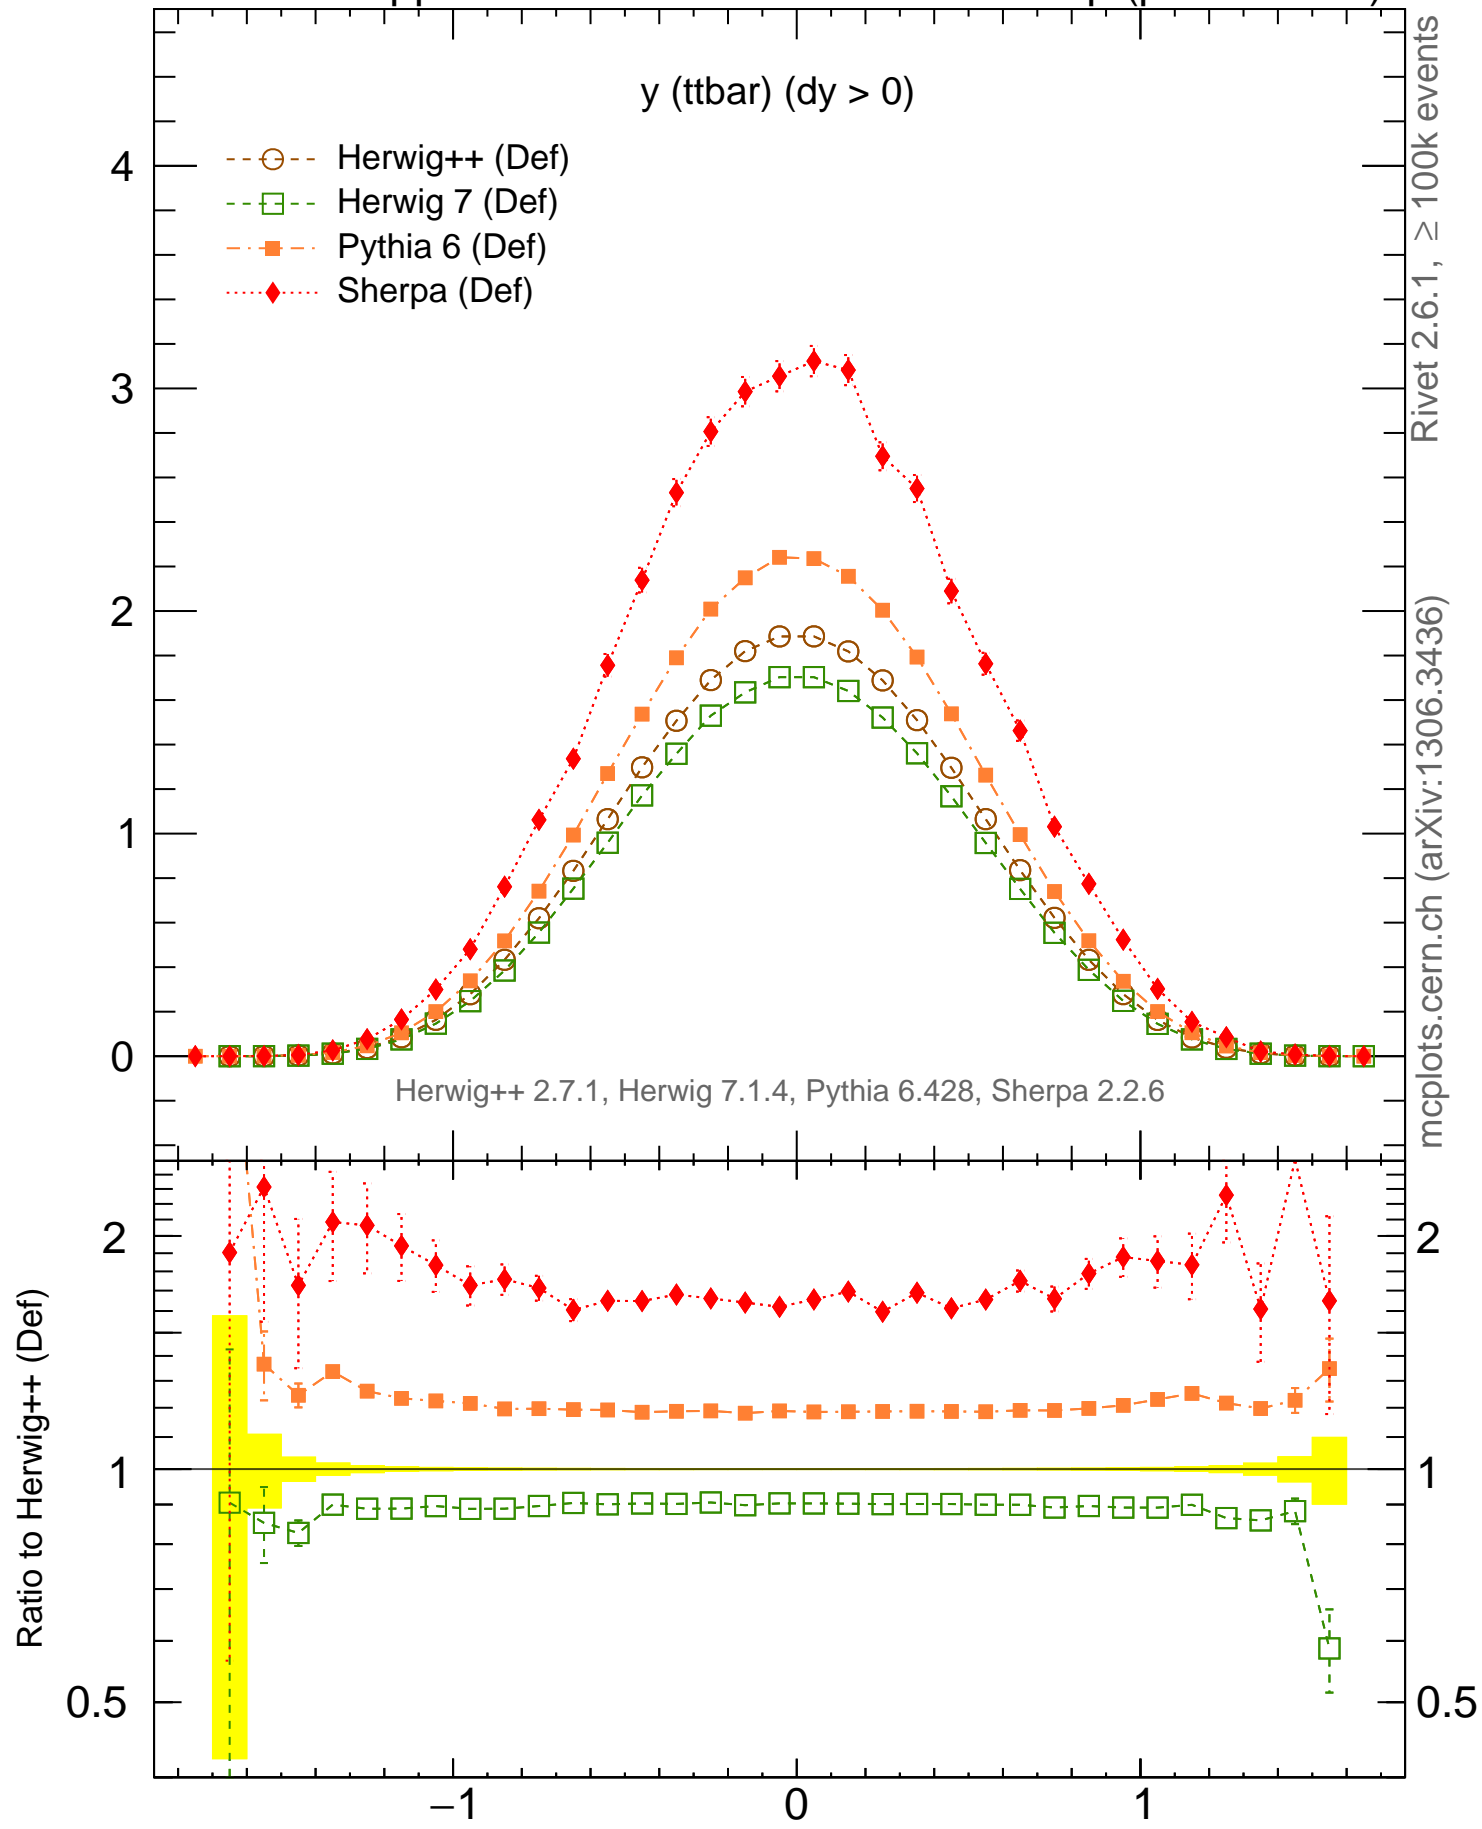 y (ttbar) (dy > 0)
Herwig++ (Def)
Herwig 7 (Def)
Pythia 6 (Def)
Sherpa (Def)
4
3
2
1
0
Herwig++ 2.7.1, Herwig 7.1.4, Pythia 6.428, Sherpa 2.2.6
Rivet 2.6.1, ≥ 100k events
mcplots.cern.ch (arXiv:1306.3436)
Ratio to Herwig++ (Def)
2
1
0.5
2
1
0.5
−1
0
1